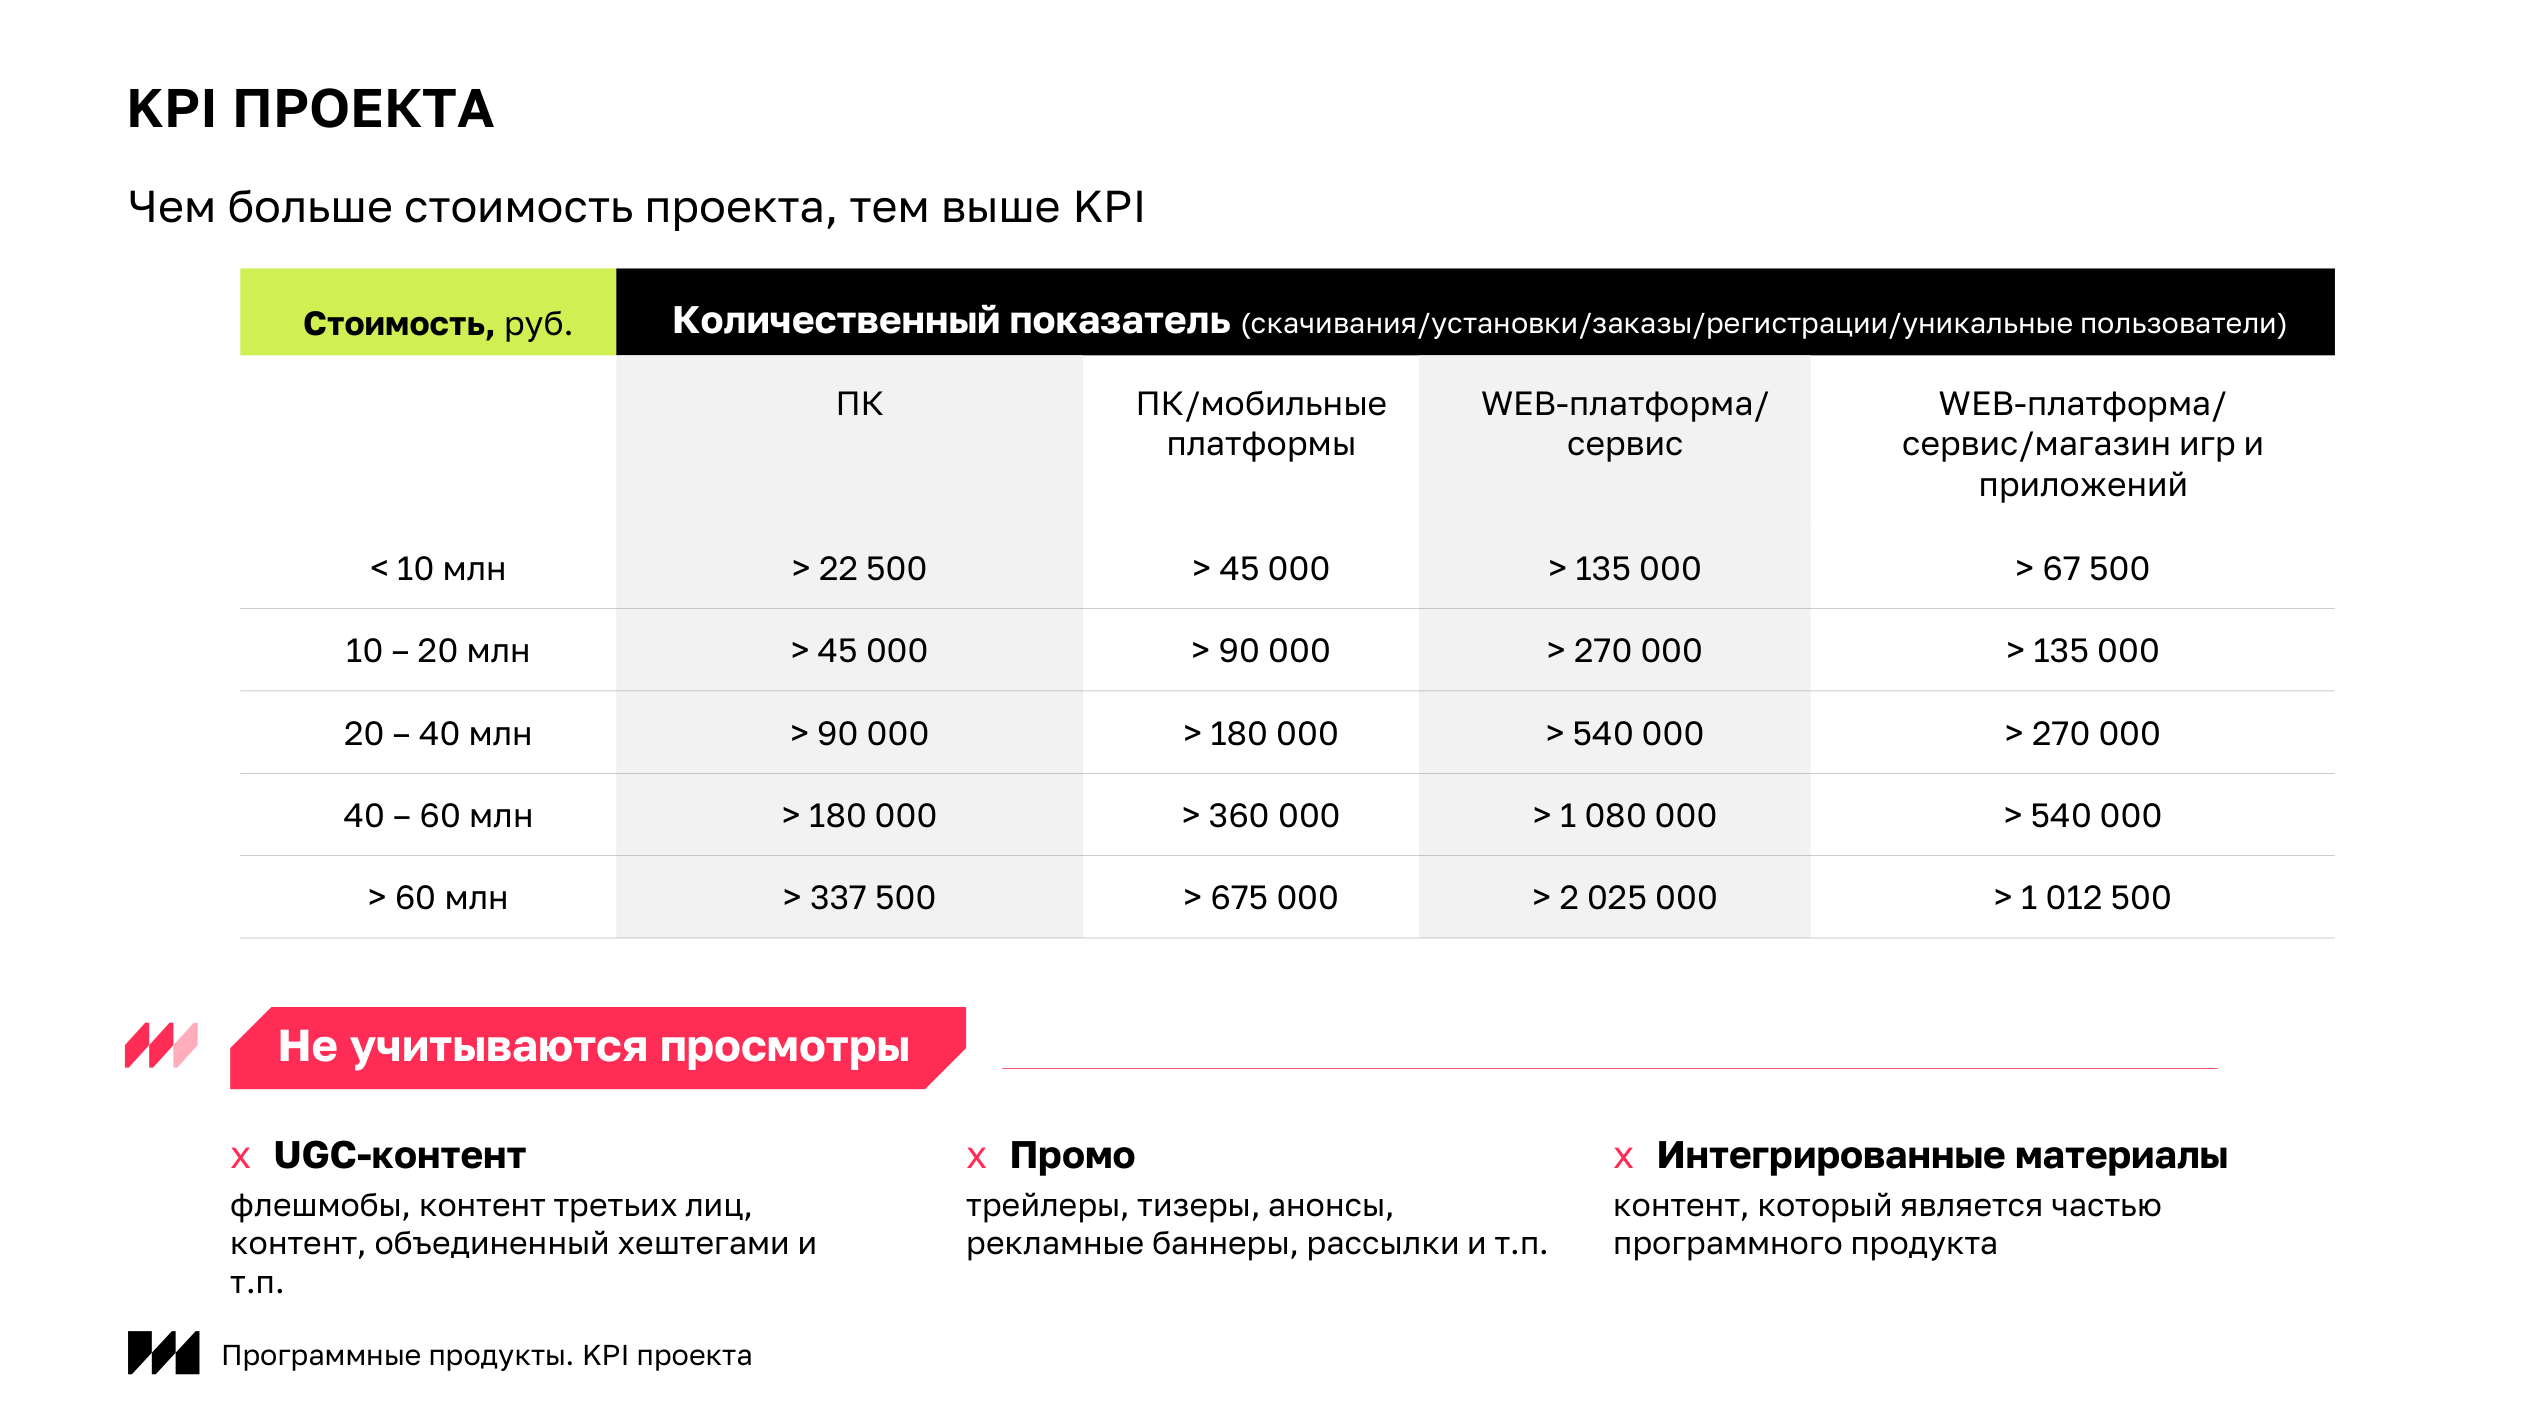 KPI ПРОЕКТА
Чем больше стоимость проекта, тем выше KPI
Стоимость, руб. Количественный показатель (скачивания/установки/заказы/регистрации/уникальные пользователи)
ПК ПК/мобильные WEB-платформа/ WEB-платформа/
платформы сервис сервис/магазин игр и
приложений
< 10 млн > 22 500 > 45 000 > 135 000 > 67 500
10 – 20 млн > 45 000 > 90 000 > 270 000 > 135 000
20 – 40 млн > 90 000 > 180 000 > 540 000 > 270 000
40 – 60 млн > 180 000 > 360 000 > 1 080 000 > 540 000
> 60 млн > 337 500 > 675 000 > 2 025 000 > 1 012 500
Не учитываются просмотры
x UGC-контент
флешмобы, контент третьих лиц,
контент, объединенный хештегами и
т.п.
x Промо
трейлеры, тизеры, анонсы,
рекламные баннеры, рассылки и т.п.
x Интегрированные материалы
контент, который является частью
программного продукта
Программные продукты. KPI проекта